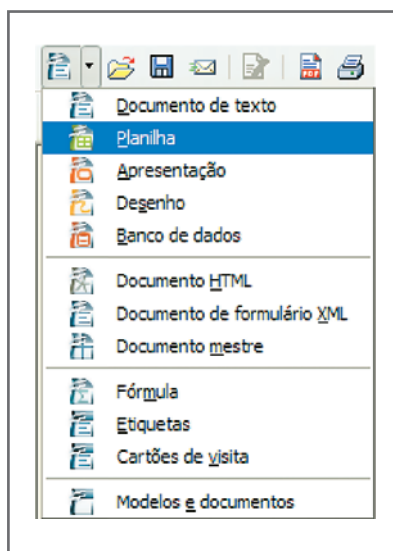 PDF
Documento de texto
Planilha
Apresentação
Desenho
Banco de dados
Documento HTML
Documento de formulário XML
Documento mestre
Fórmula
Etiquetas
Cartões de visita
Modelos e documentos